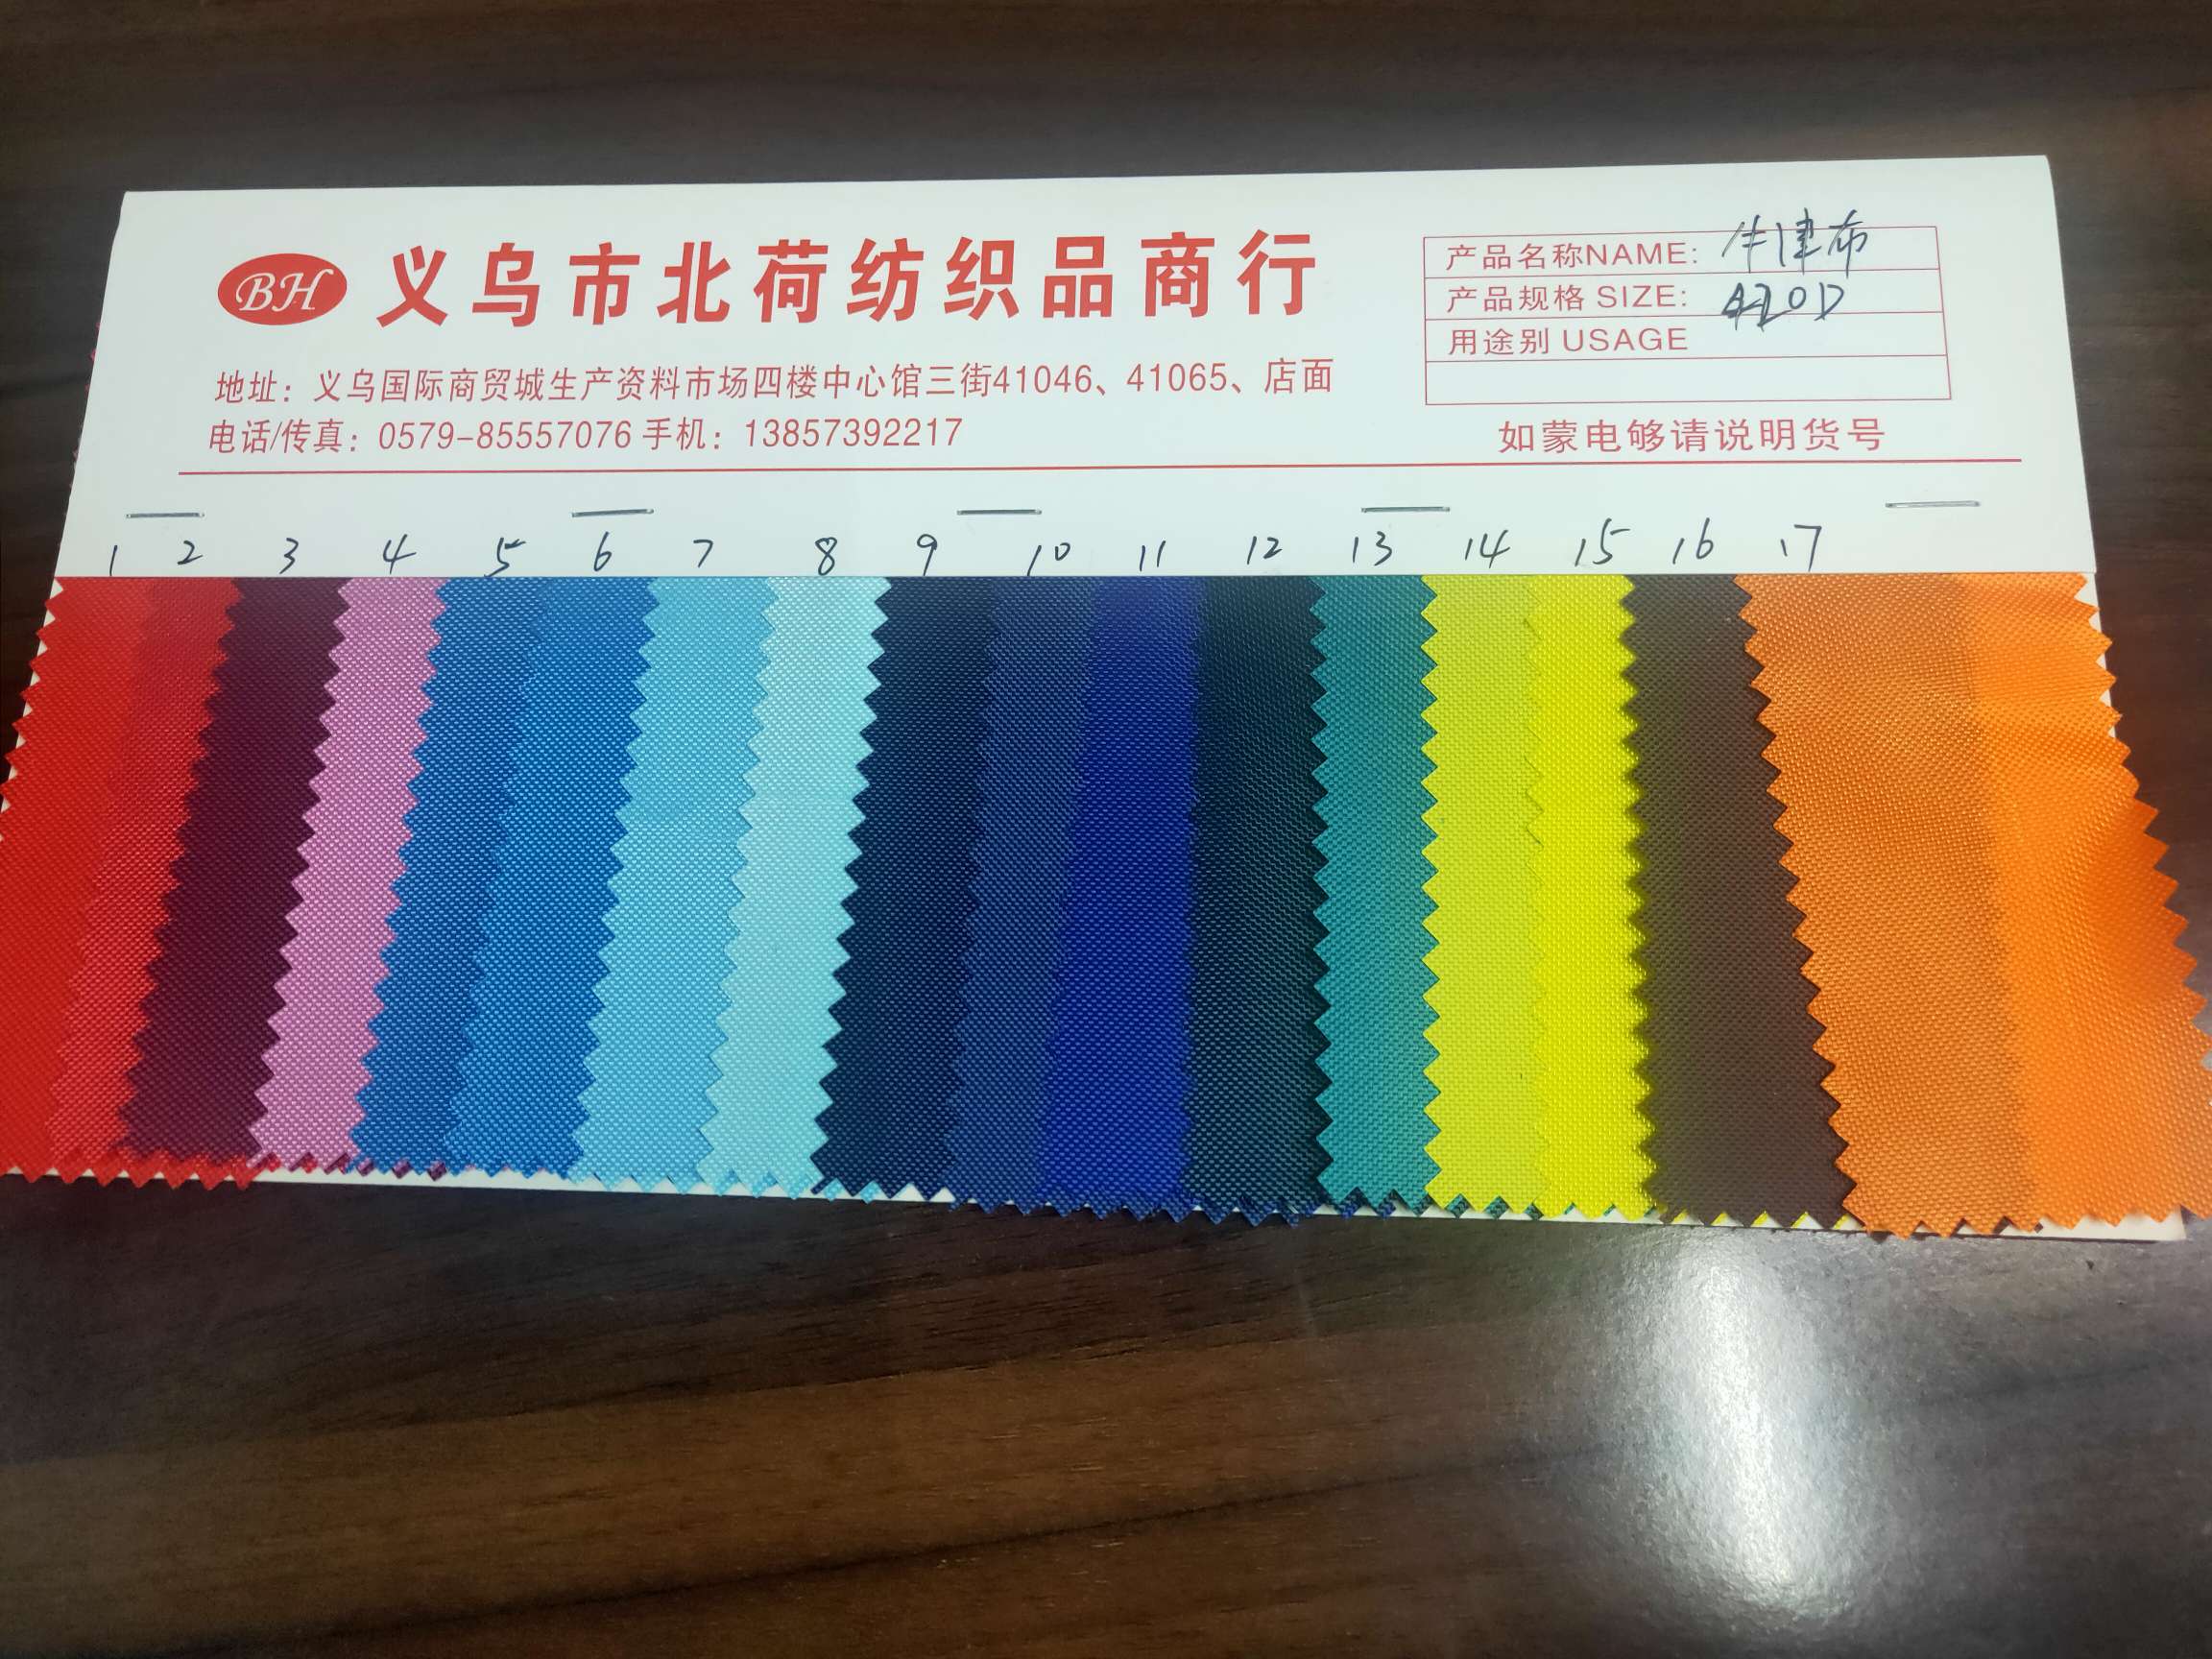 BH 义乌市北荷纺织品商行
地址：义乌国际商贸城生产资料市场四楼中心馆三街41046、41065、店面
电话/传真：0579-85557076 手机：13857392217
产品名称NAME: 牛津布
产品规格 SIZE: 420D
用途别 USAGE
如蒙电够请说明货号
1 2 3 4 5 6 7 8 9 10 11 12 13 14 15 16 17